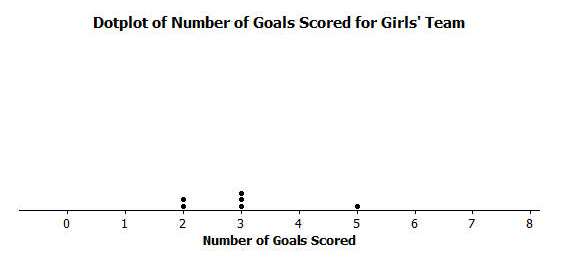 Dotplot of Number of Goals Scored for Girls' Team
0 1 2 3 4 5 6 7 8
Number of Goals Scored